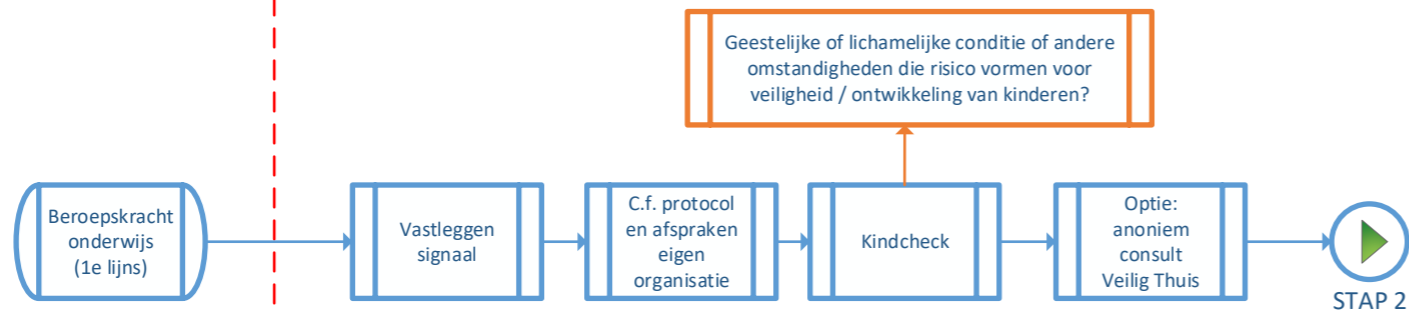 Geestelijke of lichamelijke conditie of andere
omstandigheden die risico vormen voor
veiligheid / ontwikkeling van kinderen?
Beroepskracht
onderwijs
(1e lijns)
Vastleggen
signaal
C.f. protocol
en afspraken
eigen
organisatie
Kindcheck
Optie:
anoniem
consult
Veilig Thuis
STAP 2